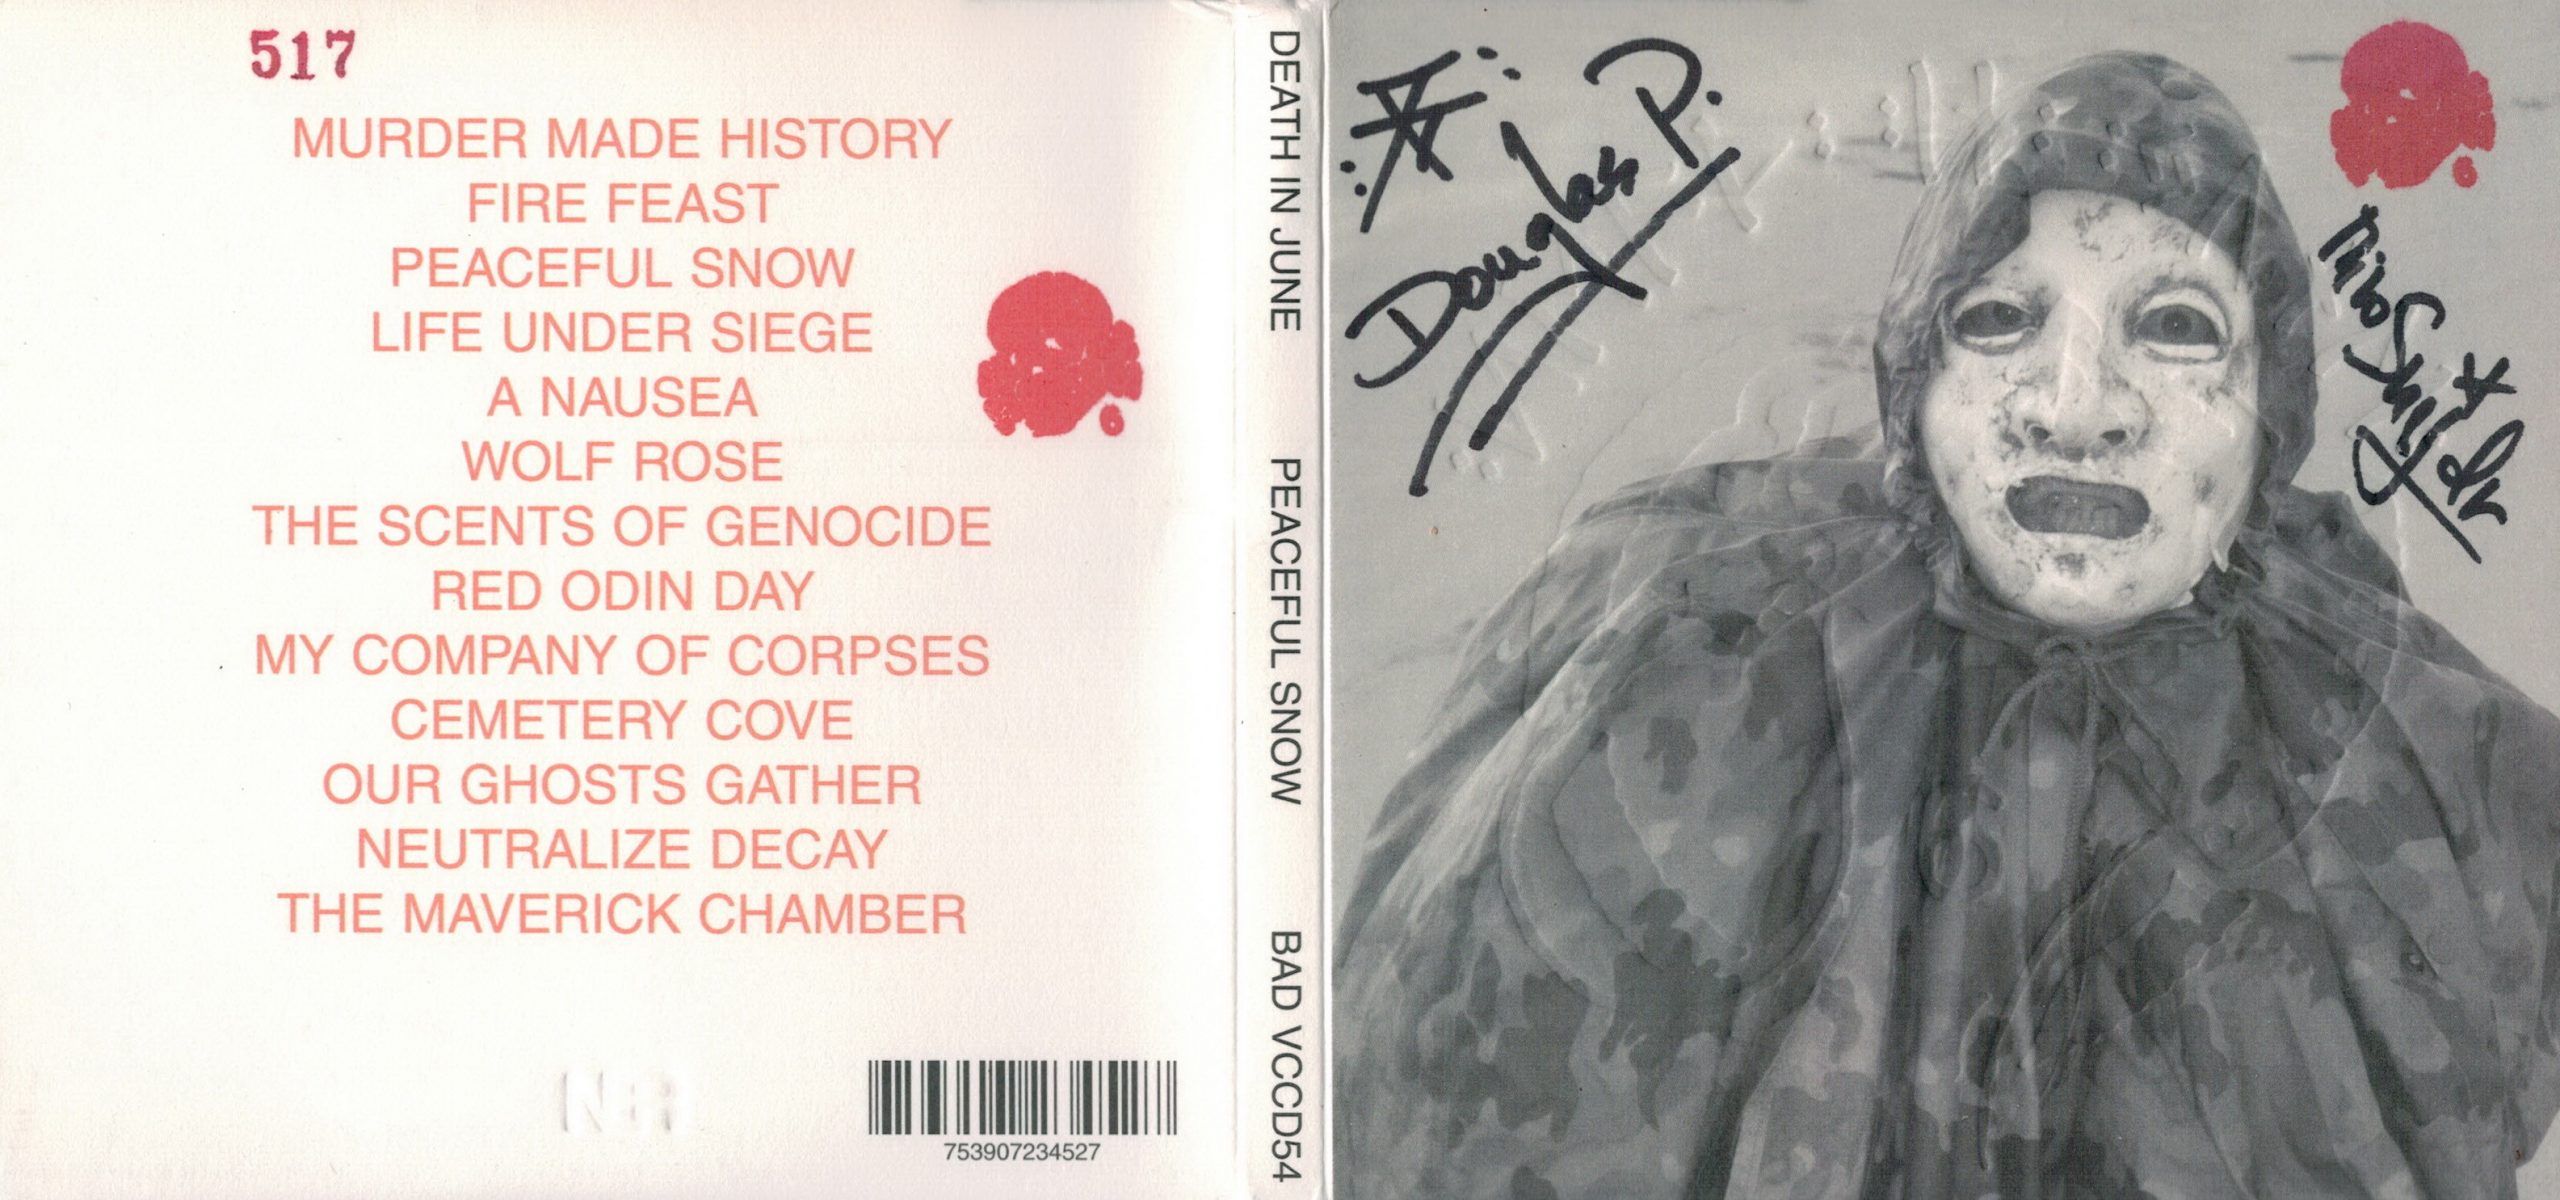 517
MURDER MADE HISTORY
FIRE FEAST
PEACEFUL SNOW
LIFE UNDER SIEGE
A NAUSEA
WOLF ROSE
THE SCENTS OF GENOCIDE
RED ODIN DAY
MY COMPANY OF CORPSES
CEMETERY COVE
OUR GHOSTS GATHER
NEUTRALIZE DECAY
THE MAVERICK CHAMBER
753907234527
DEATH IN JUNE
PEACEFUL SNOW
BAD VCCD54
Douglas P.
Miro Snejdr
6
6